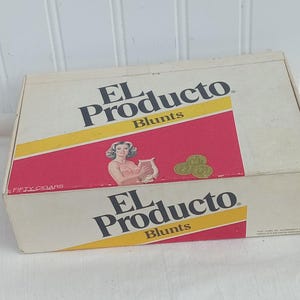 EL
Producto
Blunts
FIFTY CIGARS
EL
Producto
Blunts